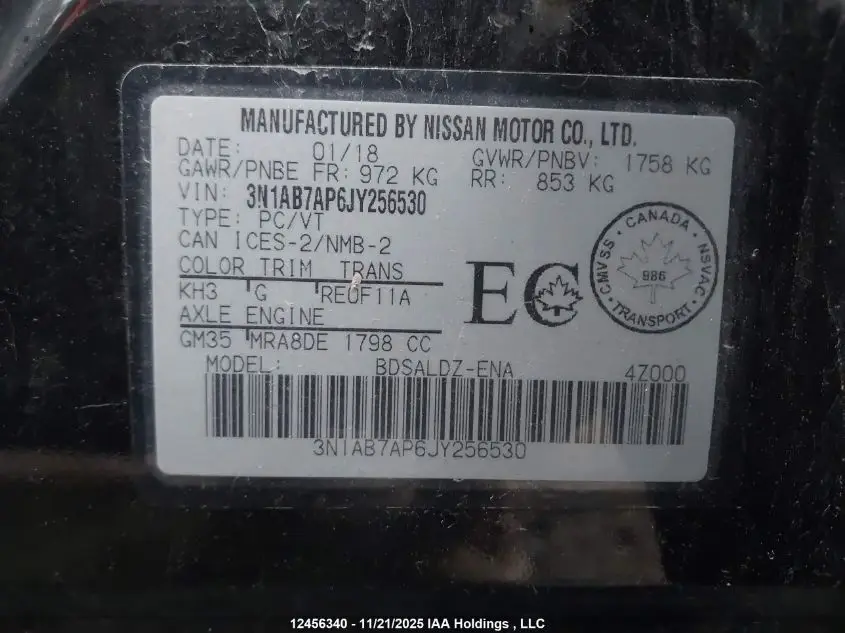 MANUFACTURED BY NISSAN MOTOR CO., LTD.
DATE: 01/18 GVWR/PNBV: 1758 KG
GAWR/PNBE FR: 972 KG RR: 853 KG
VIN: 3N1AB7AP6JY256530
TYPE: PC/VT
CAN ICES-2/NMB-2
COLOR TRIM TRANS
KH3 G RE0F11A
AXLE ENGINE
GM35 MRA8DE 1798 CC
EC
CANADA
CMVSS NSVAC
986
TRANSPORT
MODEL: BDSALDZ-ENA 4Z000
3N1AB7AP6JY256530
12456340 - 11/21/2025 IAA Holdings , LLC